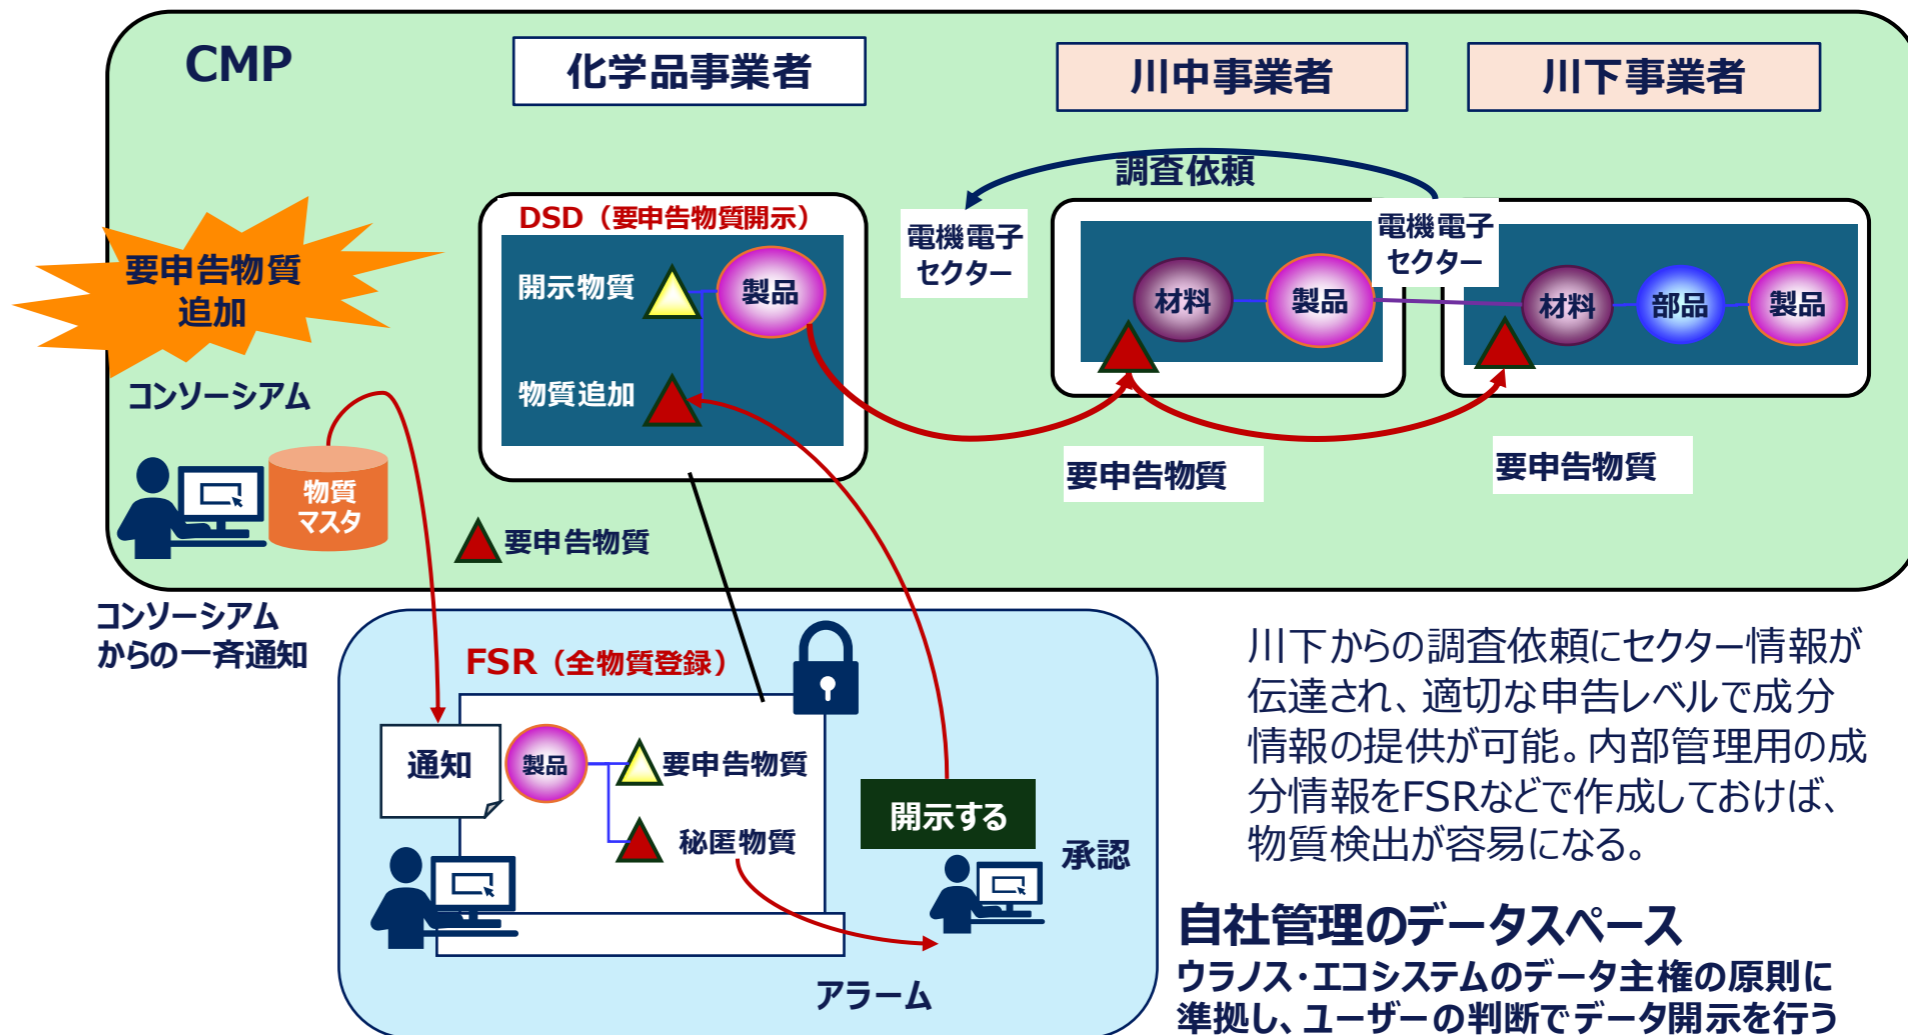 CMP
化学品事業者
川中事業者
川下事業者
調査依頼
DSD（要申告物質開示）
開示物質
製品
物質追加
電機電子
セクター
電機電子
セクター
材料
製品
材料
部品
製品
要申告物質
追加
コンソーシアム
物質
マスタ
要申告物質
要申告物質
要申告物質
コンソーシアム
からの一斉通知
FSR（全物質登録）
通知
製品
要申告物質
秘匿物質
開示する
承認
アラーム
川下からの調査依頼にセクター情報が
伝達され、適切な申告レベルで成分
情報の提供が可能。内部管理用の成
分情報をFSRなどで作成しておけば、
物質検出が容易になる。
自社管理のデータスペース
ウラノス・エコシステムのデータ主権の原則に
準拠し、ユーザーの判断でデータ開示を行う